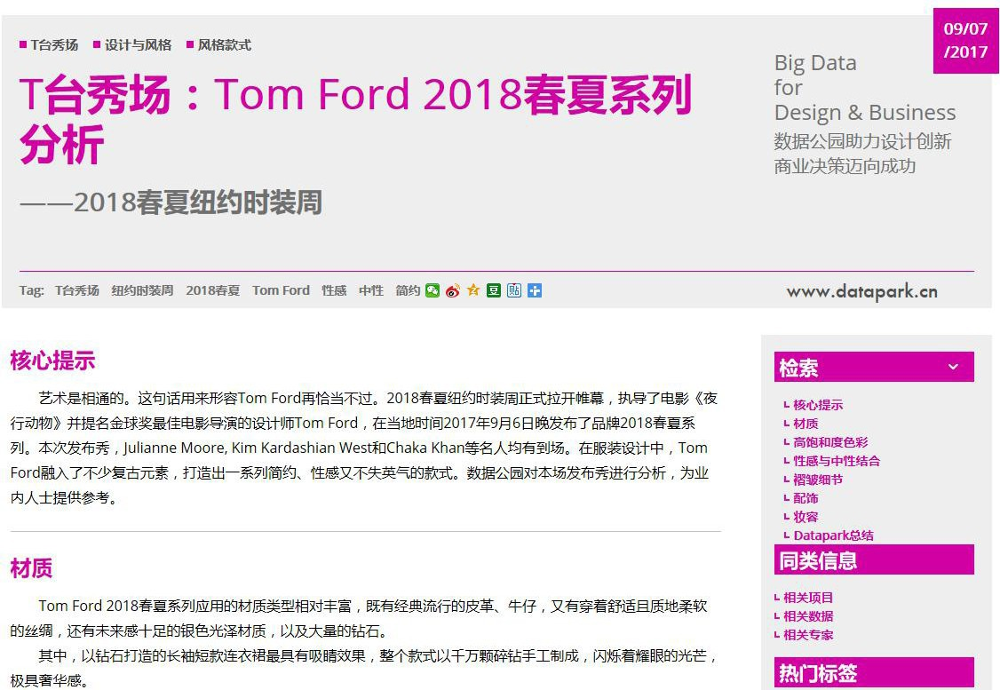 T台秀场 设计与风格 风格款式
09/07
/2017
T台秀场：Tom Ford 2018春夏系列
分析
——2018春夏纽约时装周
Big Data
for
Design & Business
数据公园助力设计创新
商业决策迈向成功
Tag: T台秀场 纽约时装周 2018春夏 Tom Ford 性感 中性 简约 豆 贴
www.datapark.cn
核心提示
艺术是相通的。这句话用来形容Tom Ford再恰当不过。2018春夏纽约时装周正式拉开帷幕，执导了电影《夜
行动物》并提名金球奖最佳电影导演的设计师Tom Ford，在当地时间2017年9月6日晚发布了品牌2018春夏系
列。本次发布秀，Julianne Moore, Kim Kardashian West和Chaka Khan等名人均有到场。在服装设计中，Tom
Ford融入了不少复古元素，打造出一系列简约、性感又不失英气的款式。数据公园对本场发布秀进行分析，为业
内人士提供参考。
材质
Tom Ford 2018春夏系列应用的材质类型相对丰富，既有经典流行的皮革、牛仔，又有穿着舒适且质地柔软
的丝绸，还有未来感十足的银色光泽材质，以及大量的钻石。
其中，以钻石打造的长袖短款连衣裙最具有吸睛效果，整个款式以千万颗碎钻手工制成，闪烁着耀眼的光芒，
极具奢华感。
检索
核心提示
材质
高饱和度色彩
性感与中性结合
褶皱细节
配饰
妆容
Datapark总结
同类信息
相关项目
相关数据
相关专家
热门标签